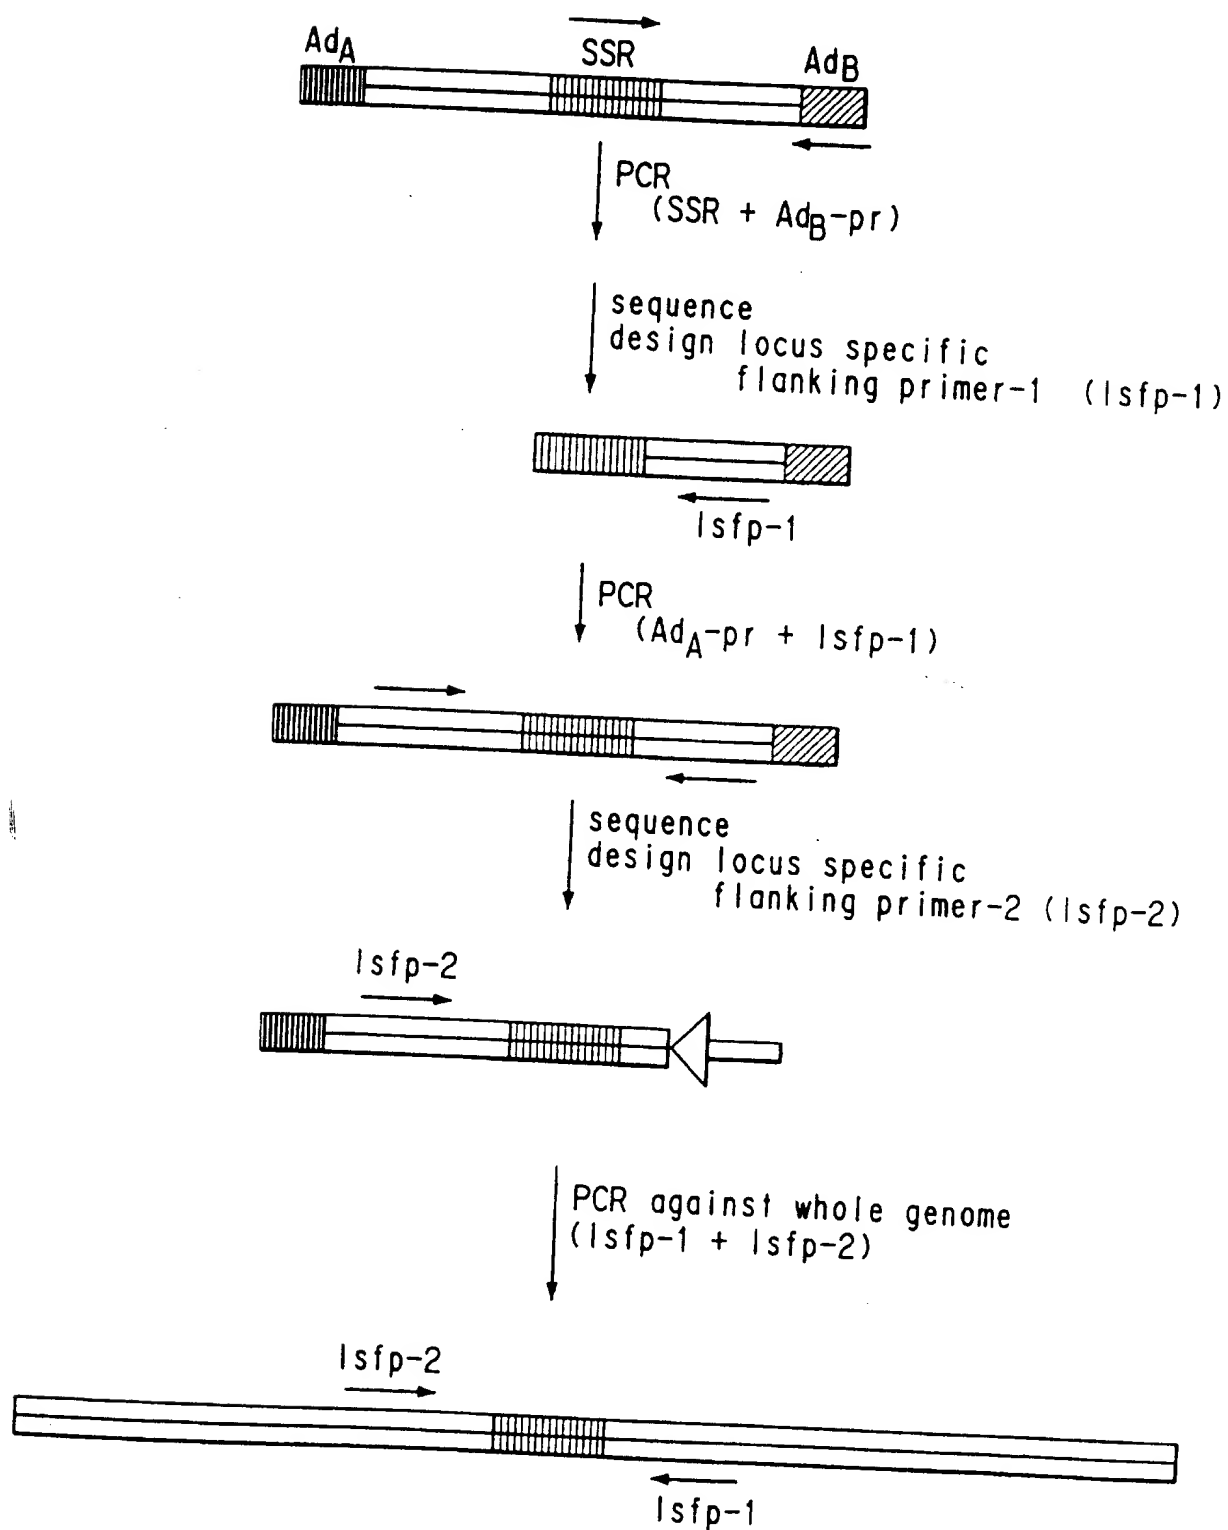 AdA
SSR
AdB
PCR
(SSR + AdB-pr)
sequence
design locus specific
flanking primer-1 (lsfp-1)
lsfp-1
PCR
(AdA-pr + lsfp-1)
sequence
design locus specific
flanking primer-2 (lsfp-2)
lsfp-2
PCR against whole genome
(lsfp-1 + lsfp-2)
lsfp-2
lsfp-1